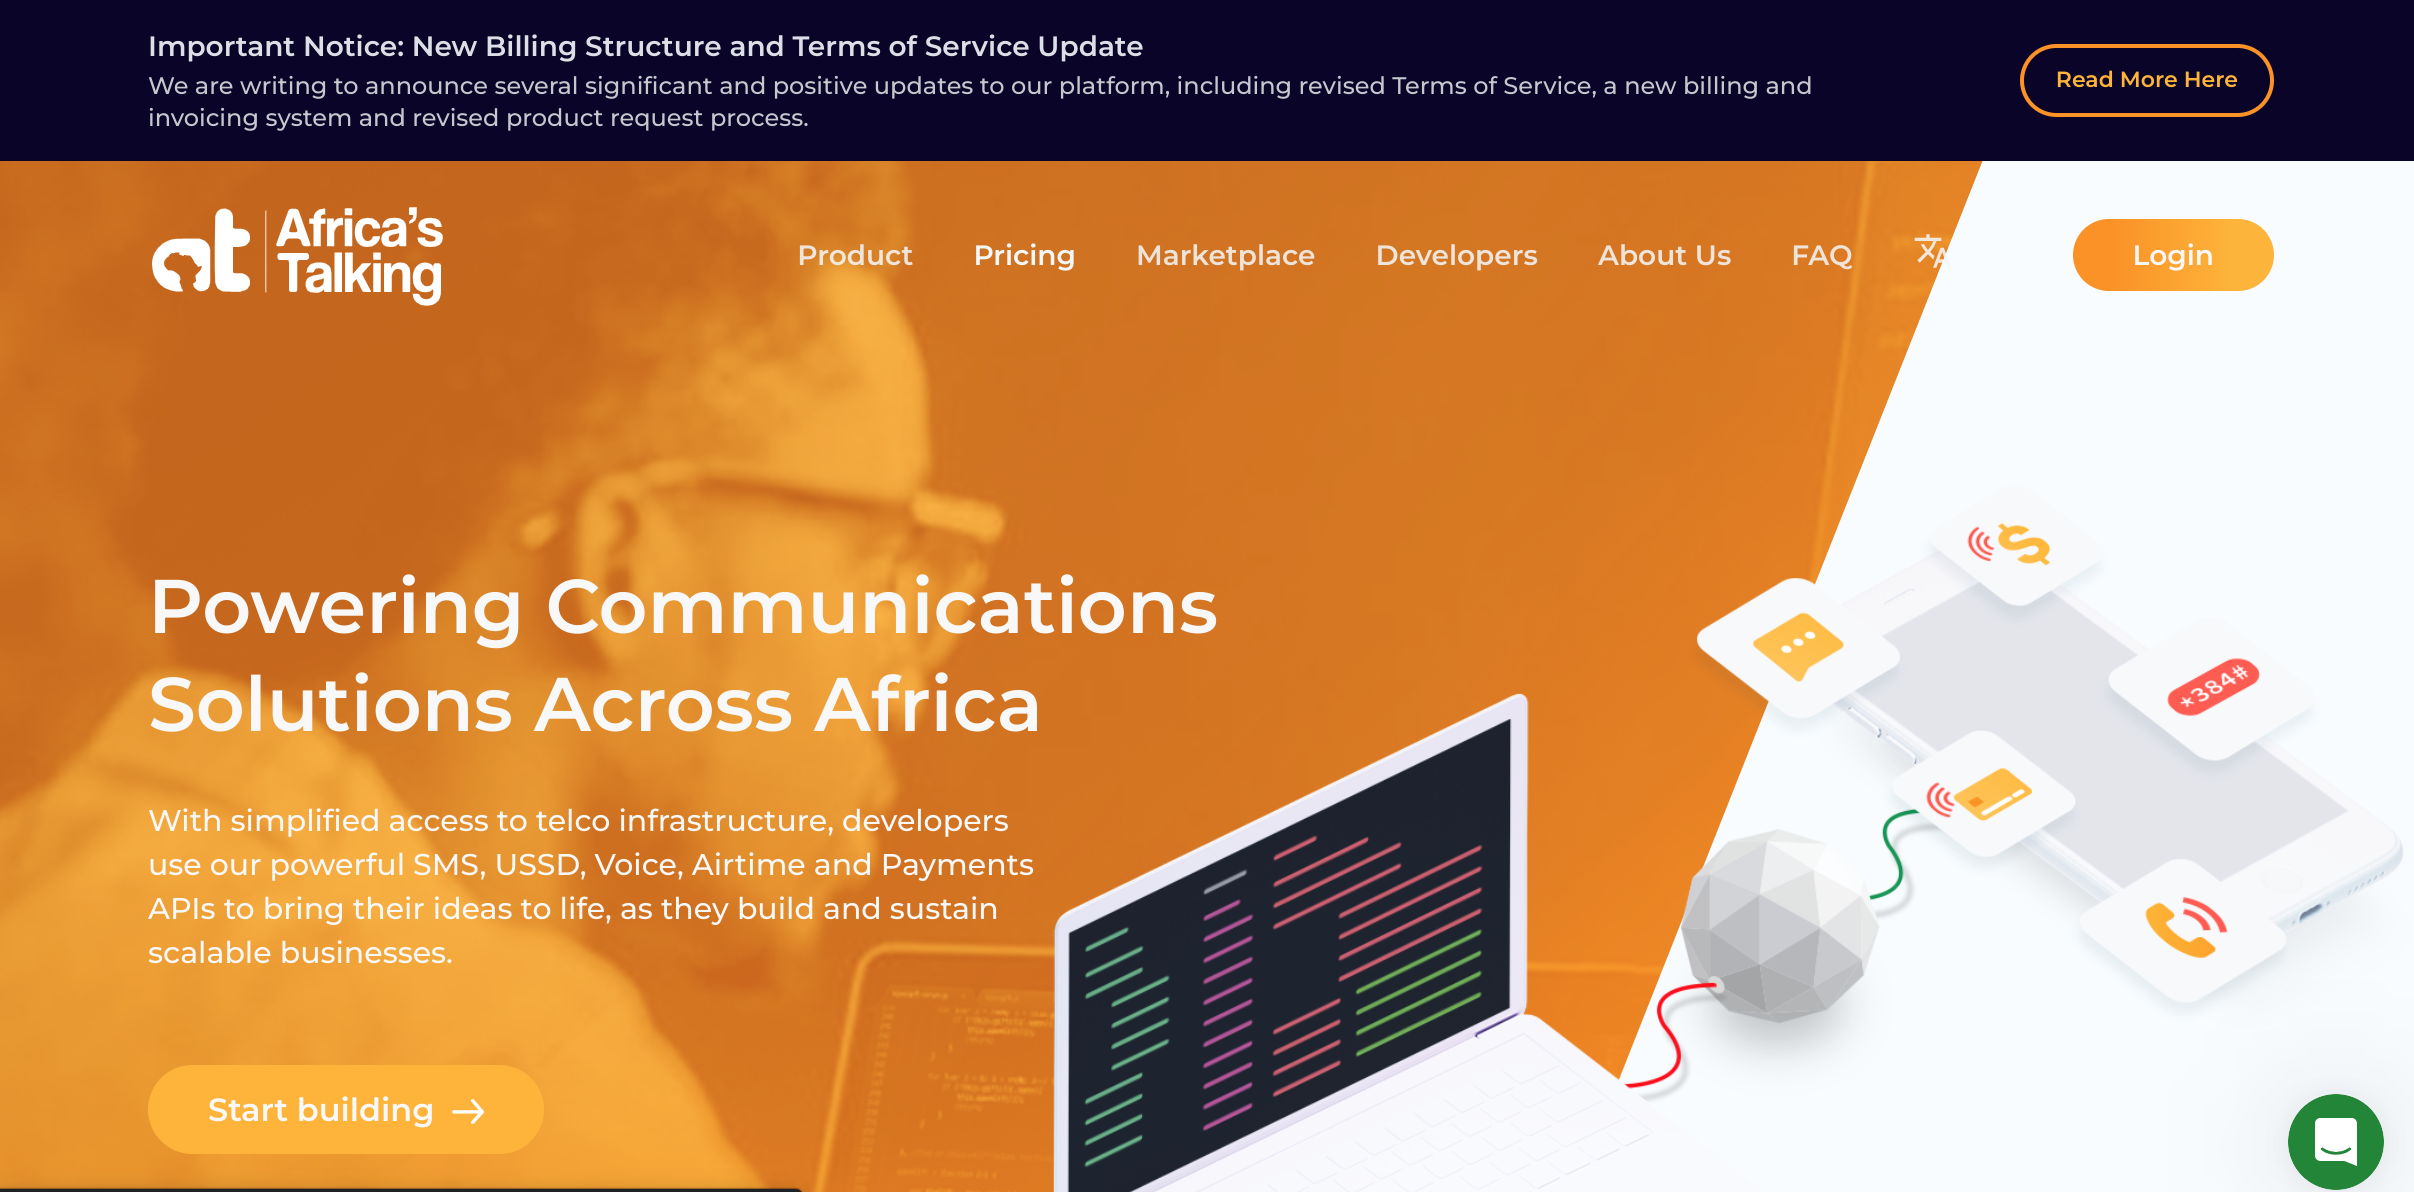 Important Notice: New Billing Structure and Terms of Service Update
We are writing to announce several significant and positive updates to our platform, including revised Terms of Service, a new billing and
invoicing system and revised product request process.
Read More Here
at
Africa's
Talking
Product
Pricing
Marketplace
Developers
About Us
FAQ
Login
Powering Communications
Solutions Across Africa
With simplified access to telco infrastructure, developers
use our powerful SMS, USSD, Voice, Airtime and Payments
APIs to bring their ideas to life, as they build and sustain
scalable businesses.
Start building →
$
*384#